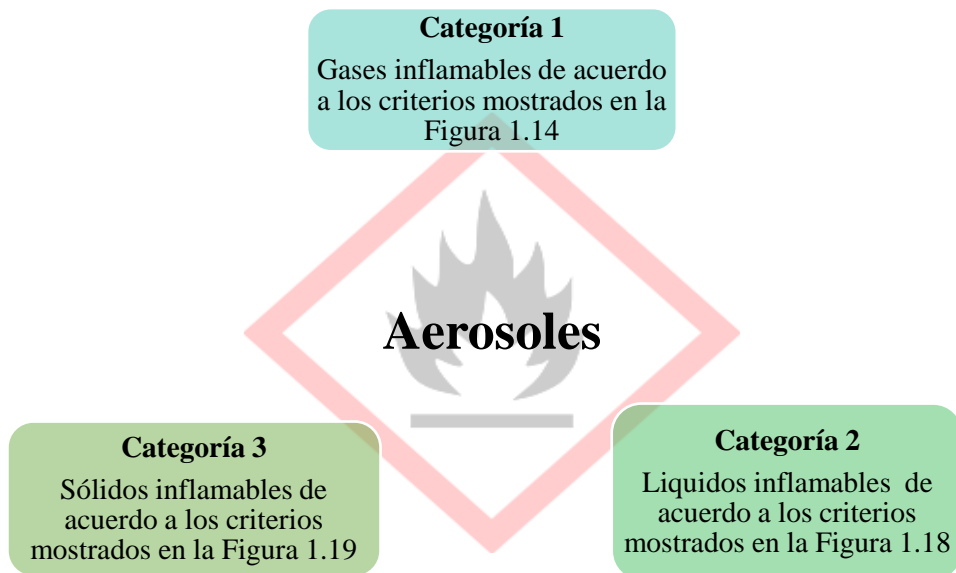 Categoría 1
Gases inflamables de acuerdo
a los criterios mostrados en la
Figura 1.14
Aerosoles
Categoría 3
Sólidos inflamables de
acuerdo a los criterios
mostrados en la Figura 1.19
Categoría 2
Liquidos inflamables de
acuerdo a los criterios
mostrados en la Figura 1.18